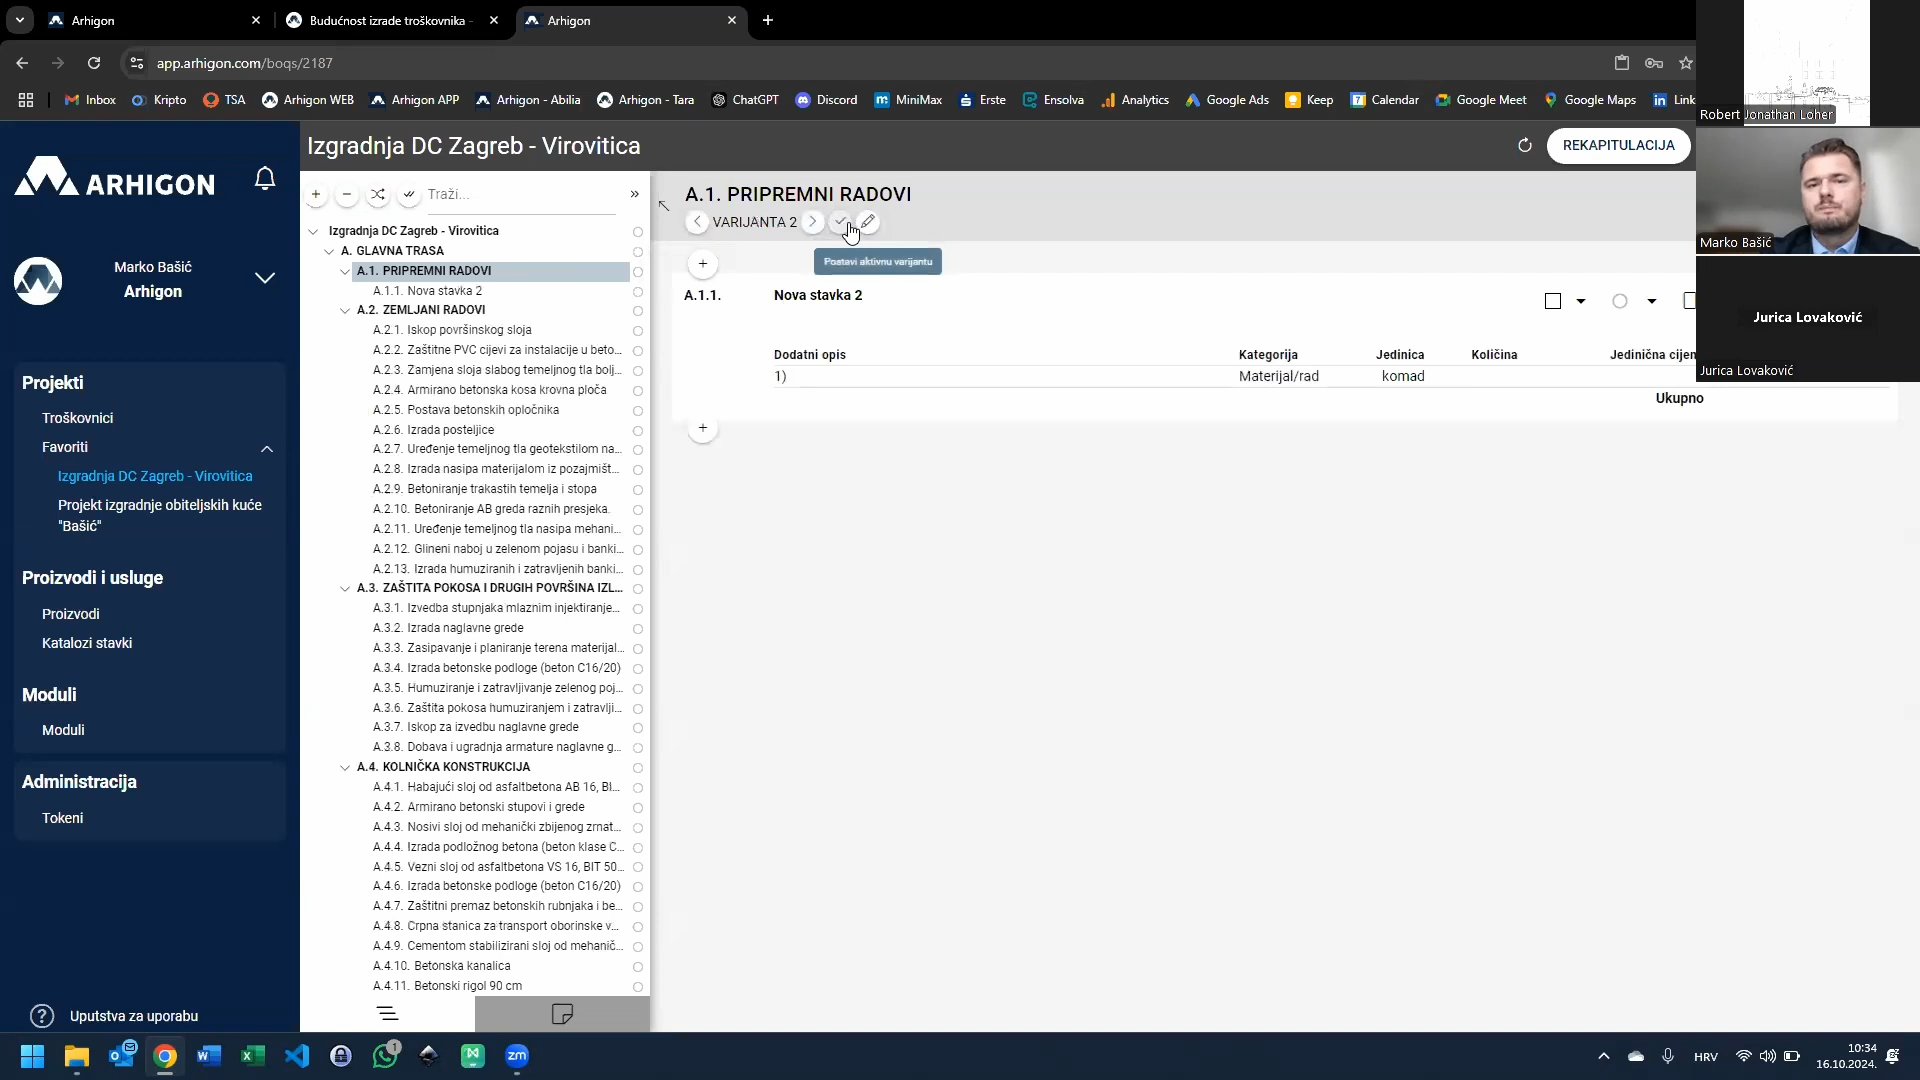 Arhigon
Budućnost izrade troškovnika -
Arhigon
app.arhigon.com/boqs/2187
Inbox
Kripto
TSA
Arhigon WEB
Arhigon APP
Arhigon - Abilia
Arhigon - Tara
ChatGPT
Discord
MiniMax
Erste
Ensolva
Analytics
Google Ads
Keep
Calendar
Google Meet
Google Maps
Link
ARHIGON
Marko Bašić
Arhigon
Projekti
Troškovnici
Favoriti
Izgradnja DC Zagreb - Virovitica
Projekt izgradnje obiteljskih kuće
"Bašić"
Proizvodi i usluge
Proizvodi
Katalozi stavki
Moduli
Moduli
Administracija
Tokeni
Uputstva za uporabu
Izgradnja DC Zagreb - Virovitica
REKAPITULACIJA
Traži...
Izgradnja DC Zagreb - Virovitica
A. GLAVNA TRASA
A.1. PRIPREMNI RADOVI
A.1.1. Nova stavka 2
A.2. ZEMLJANI RADOVI
A.2.1. Iskop površinskog sloja
A.2.2. Zaštitne PVC cijevi za instalacije u beto...
A.2.3. Zamjena sloja slabog temeljnog tla bolj...
A.2.4. Armirano betonska kosa krovna ploča
A.2.5. Postava betonskih opločnika
A.2.6. Izrada posteljice
A.2.7. Uređenje temeljnog tla geotekstilom na...
A.2.8. Izrada nasipa materijalom iz pozajmišt...
A.2.9. Betoniranje trakastih temelja i stopa
A.2.10. Betoniranje AB greda raznih presjeka.
A.2.11. Uređenje temeljnog tla nasipa mehani...
A.2.12. Glineni naboj u zelenom pojasu i banki...
A.2.13. Izrada humuziranih i zatravljenih banki...
A.3. ZAŠTITA POKOSA I DRUGIH POVRŠINA IZL...
A.3.1. Izvedba stupnjaka mlaznim injektiranje...
A.3.2. Izrada naglavne grede
A.3.3. Zasipavanje i planiranje terena materijal...
A.3.4. Izrada betonske podloge (beton C16/20)
A.3.5. Humuziranje i zatravljivanje zelenog poj...
A.3.6. Zaštita pokosa humuziranjem i zatravlji...
A.3.7. Iskop za izvedbu naglavne grede
A.3.8. Dobava i ugradnja armature naglavne g...
A.4. KOLNIČKA KONSTRUKCIJA
A.4.1. Habajući sloj od asfaltbetona AB 16, BI...
A.4.2. Armirano betonski stupovi i grede
A.4.3. Nosivi sloj od mehanički zbijenog zrnat...
A.4.4. Izrada podložnog betona (beton klase C...
A.4.5. Vezni sloj od asfaltbetona VS 16, BIT 50...
A.4.6. Izrada betonske podloge (beton C16/20)
A.4.7. Zaštitni premaz betonskih rubnjaka i be...
A.4.8. Crpna stanica za transport oborinske v...
A.4.9. Cementom stabilizirani sloj od mehanič...
A.4.10. Betonska kanalica
A.4.11. Betonski rigol 90 cm
A.1. PRIPREMNI RADOVI
VARIJANTA 2
Postavi aktivnu varijantu
A.1.1. Nova stavka 2
Dodatni opis Kategorija Jedinica Količina Jedinična cijen
1) Materijal/rad komad
Ukupno
Robert Jonathan Loher
Marko Bašić
Jurica Lovaković
Jurica Lovaković
1
zm
HRV
10:34
16.10.2024.